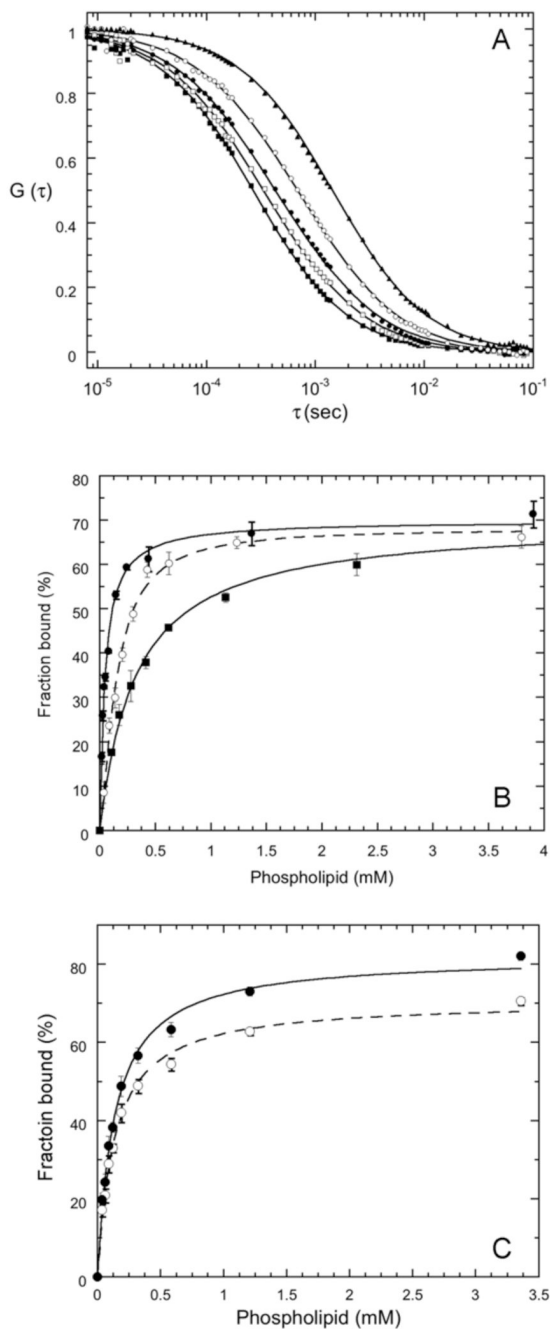 A
1
0.8
0.6
G (τ)
0.4
0.2
0
10-5 10-4 10-3 10-2 10-1
τ(sec)
80
70
60
50
40
30
20
10
0
Fraction bound (%)
B
0 0.5 1 1.5 2 2.5 3 3.5 4
Phospholipid (mM)
80
60
40
20
0
Fractoin bound (%)
C
0 0.5 1 1.5 2 2.5 3 3.5
Phospholipid (mM)